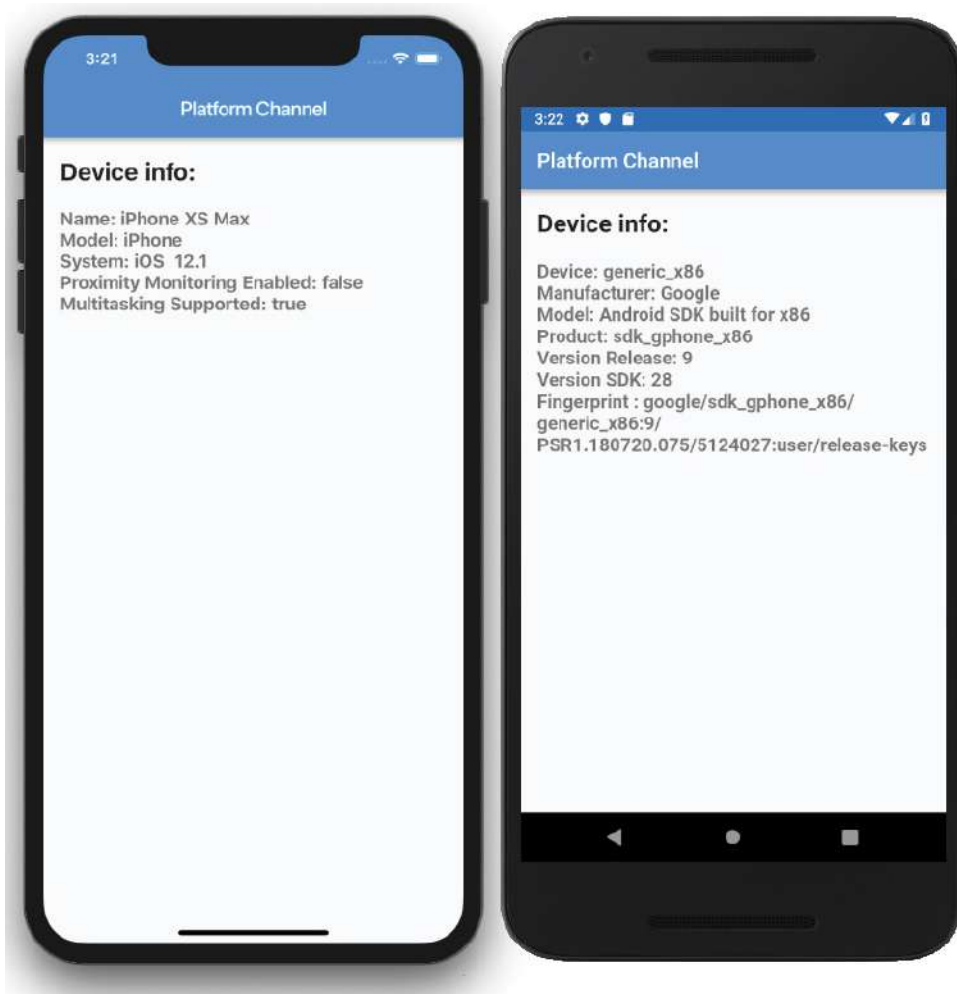 3:21
Platform Channel
Device info:
Name: iPhone XS Max
Model: iPhone
System: iOS 12.1
Proximity Monitoring Enabled: false
Multitasking Supported: true
3:22
Platform Channel
Device info:
Device: generic_x86
Manufacturer: Google
Model: Android SDK built for x86
Product: sdk_gphone_x86
Version Release: 9
Version SDK: 28
Fingerprint : google/sdk_gphone_x86/
generic_x86:9/
PSR1.180720.075/5124027:user/release-keys